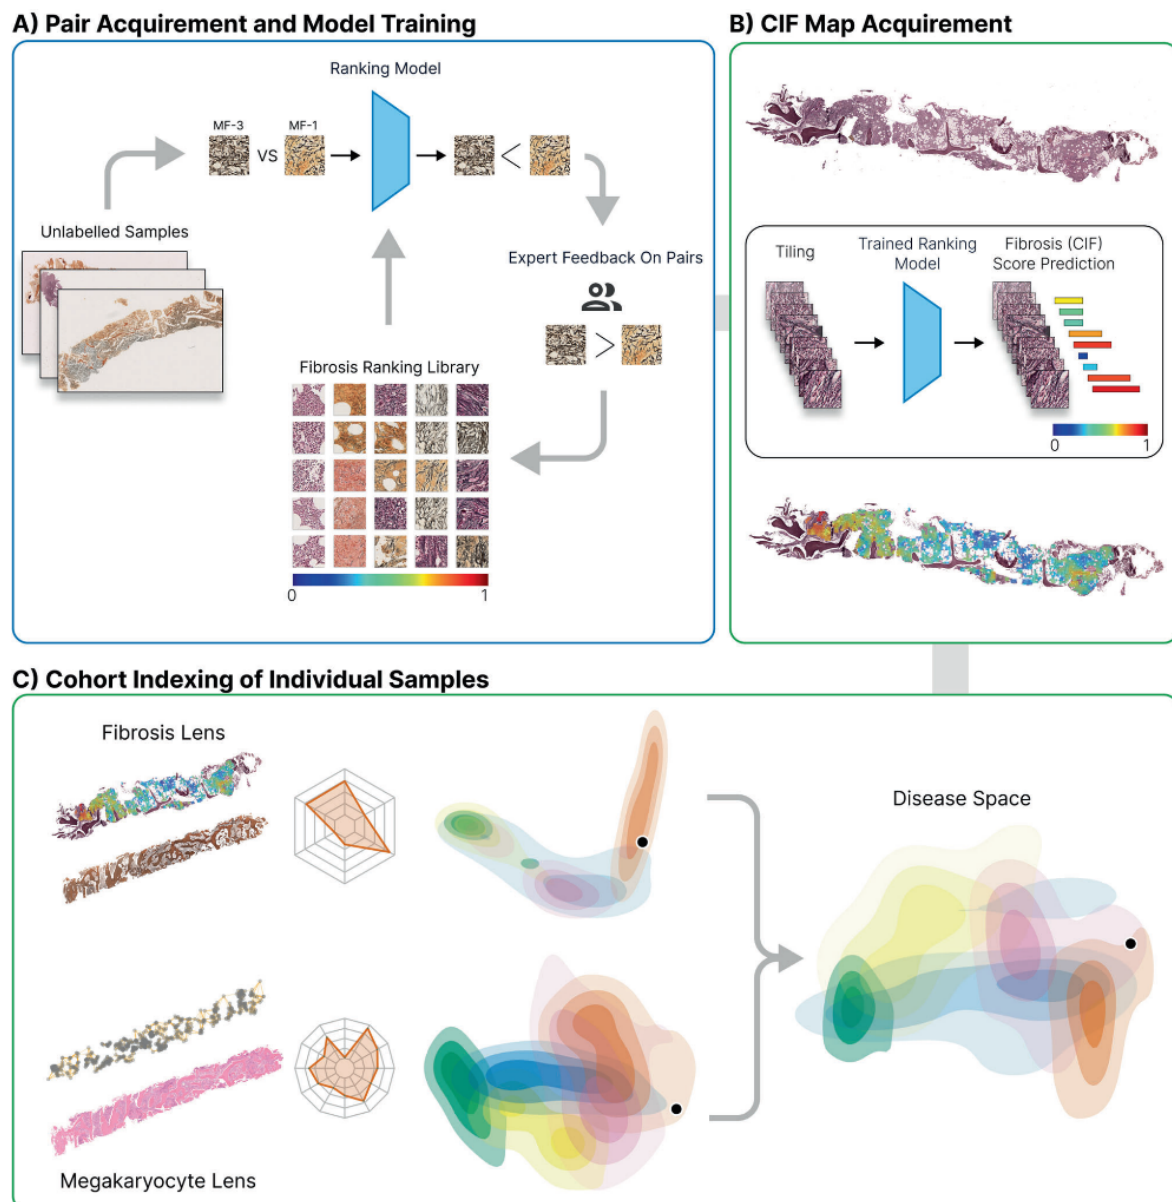 A) Pair Acquirement and Model Training
Ranking Model
MF-3
MF-1
VS
<
Unlabelled Samples
Expert Feedback On Pairs
>
Fibrosis Ranking Library
0
1
B) CIF Map Acquirement
Tiling
Trained Ranking
Model
Fibrosis (CIF)
Score Prediction
0
1
C) Cohort Indexing of Individual Samples
Fibrosis Lens
Disease Space
Megakaryocyte Lens